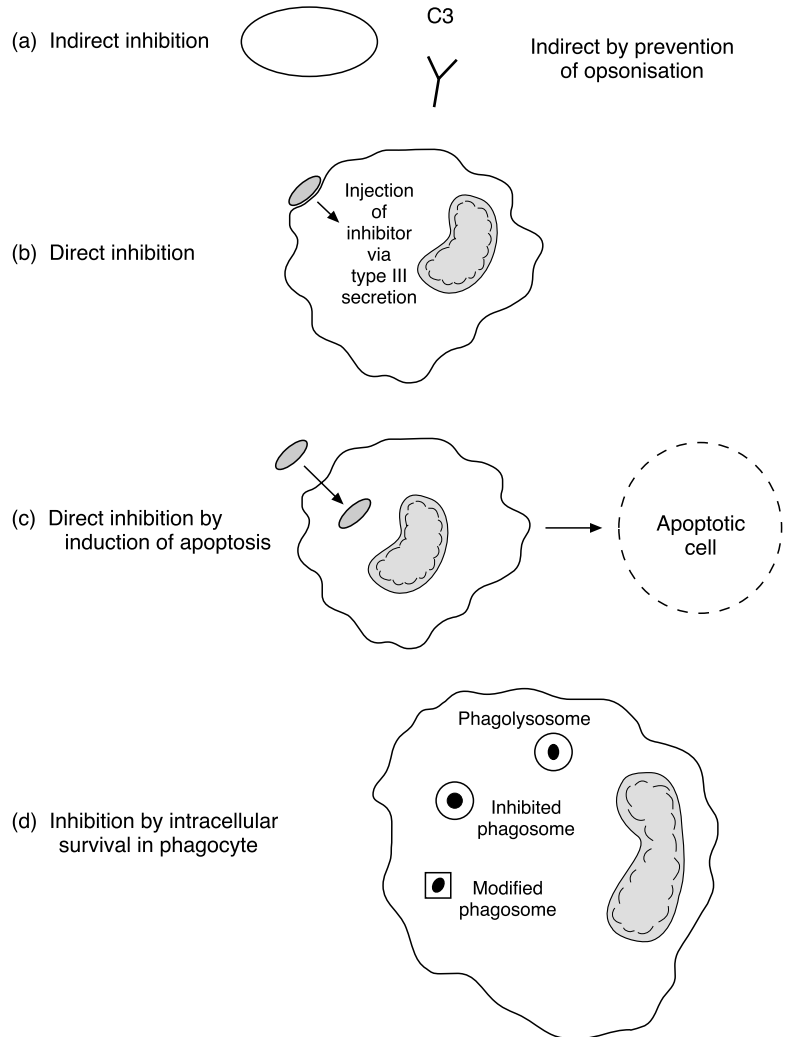 (a) Indirect inhibition
C3
Indirect by prevention
of opsonisation
(b) Direct inhibition
Injection
of
inhibitor
via
type III
secretion
(c) Direct inhibition by
induction of apoptosis
Apoptotic
cell
(d) Inhibition by intracellular
survival in phagocyte
Phagolysosome
Inhibited
phagosome
Modified
phagosome